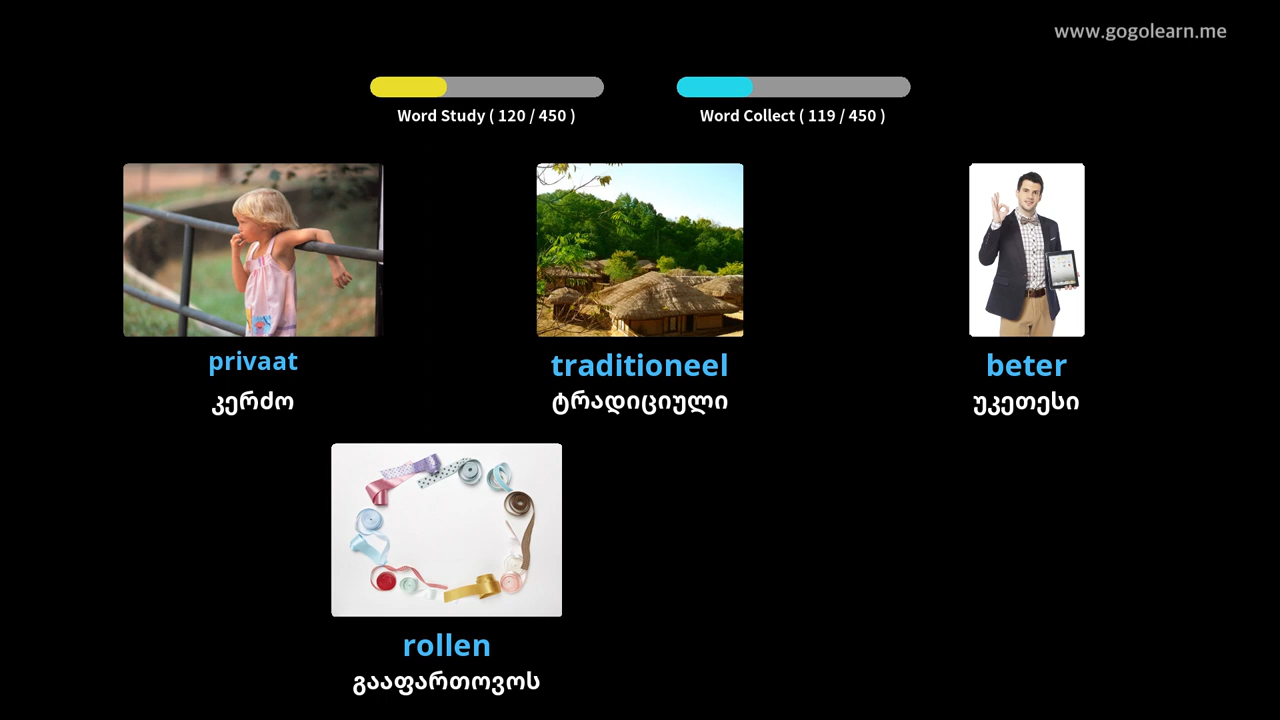 www.gogolearn.me
Word Study ( 120 / 450 )
Word Collect ( 119 / 450 )
privaat
კერძო
traditioneel
ტრადიციული
beter
უკეთესი
rollen
გააფართოვოს